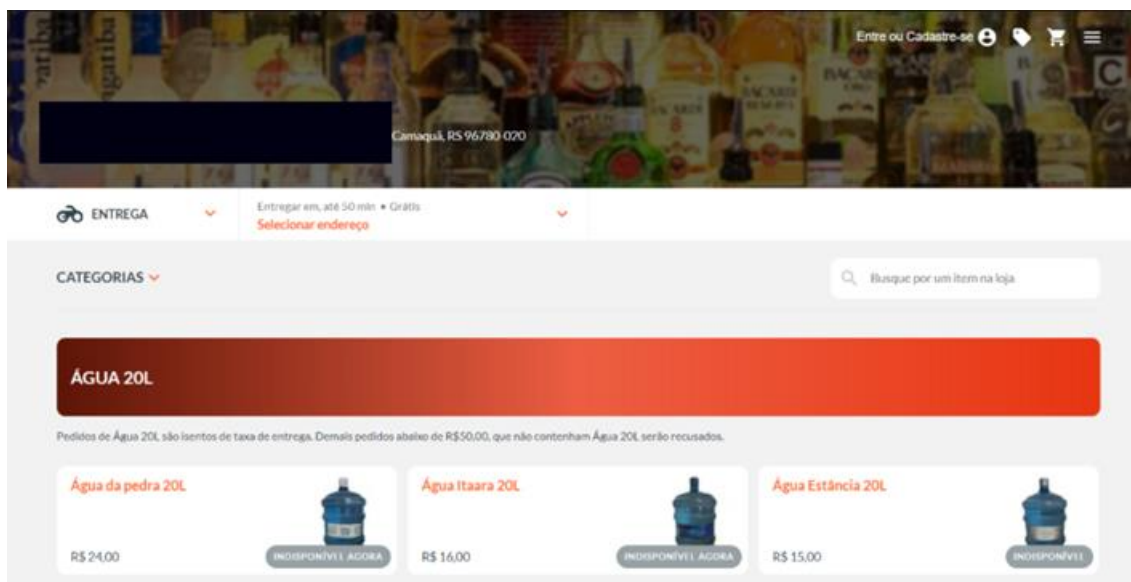 Entre ou Cadastre-se
Camaquã, RS 96780-020
ENTREGA
Entregar em, até 50 min • Grátis
Selecionar endereço
CATEGORIAS
Busque por um item na loja
ÁGUA 20L
Pedidos de Água 20L são isentos de taxa de entrega. Demais pedidos abaixo de R$50,00, que não contenham Água 20L serão recusados.
Água da pedra 20L
Água Itaara 20L
Água Estância 20L
R$ 24,00
INDISPONÍVEL AGORA
R$ 16,00
INDISPONÍVEL AGORA
R$ 15,00
INDISPONÍVEL